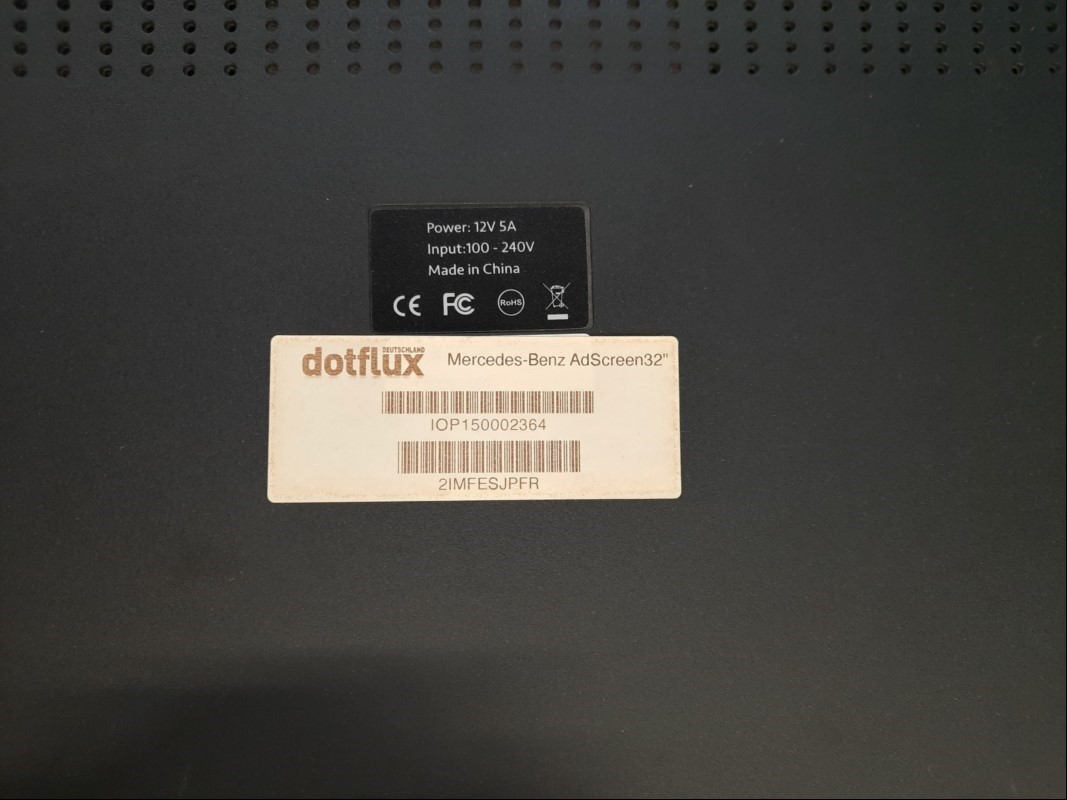 Power: 12V 5A
Input:100 - 240V
Made in China
CE FC RoHS
dotflux DEUTSCHLAND Mercedes-Benz AdScreen32"
IOP150002364
2IMFESJPFR